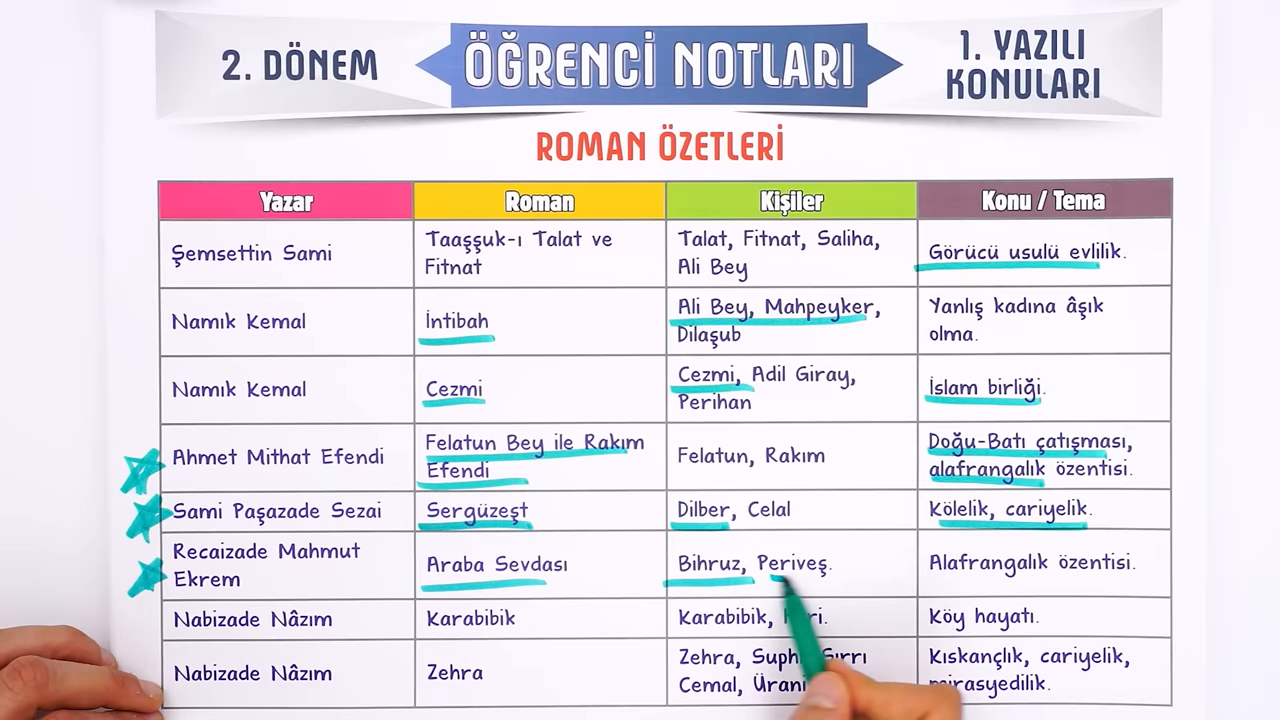 2. DÖNEM
ÖĞRENCİ NOTLARI
1. YAZILI
KONULARI
ROMAN ÖZETLERİ
Yazar Roman Kişiler Konu / Tema
Şemsettin Sami
Taaşşuk-ı Talat ve
Fitnat
Talat, Fitnat, Saliha,
Ali Bey
Görücü usulü evlilik.
Namık Kemal
İntibah
Ali Bey, Mahpeyker,
Dilaşub
Yanlış kadına âşık
olma.
Namık Kemal
Cezmi
Cezmi, Adil Giray,
Perihan
İslam birliği.
Ahmet Mithat Efendi
Felatun Bey ile Rakım
Efendi
Felatun, Rakım
Doğu-Batı çatışması,
alafrangalık özentisi.
Sami Paşazade Sezai
Sergüzeşt
Dilber, Celal
Kölelik, cariyelik.
Recaizade Mahmut
Ekrem
Araba Sevdası
Bihruz, Periveş.
Alafrangalık özentisi.
Nabizade Nâzım
Karabibik
Karabibik,
Köy hayatı.
Nabizade Nâzım
Zehra
Zehra, Sırrı
Cemal,
Kıskançlık, cariyelik,
mirasyedilik.